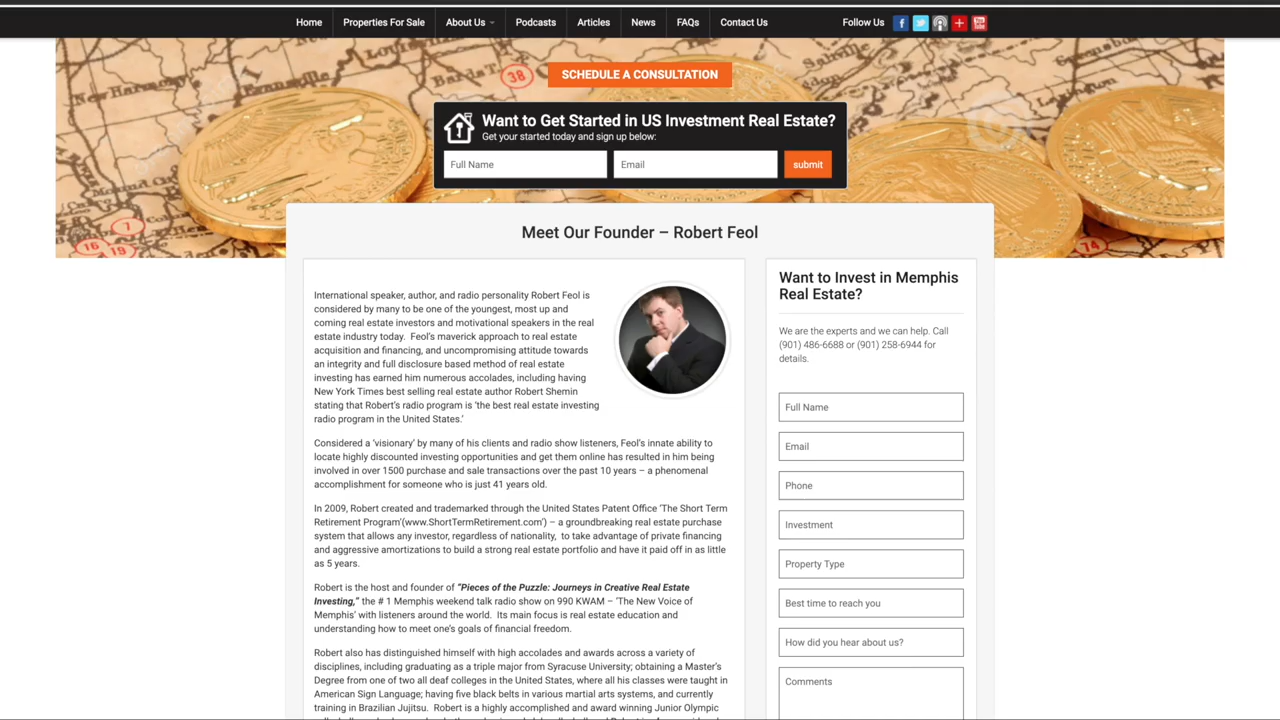 Home Properties For Sale About Us Podcasts Articles News FAQs Contact Us Follow Us
SCHEDULE A CONSULTATION
Want to Get Started in US Investment Real Estate?
Get your started today and sign up below:
Full Name Email submit
38
7
16
19
74
Meet Our Founder – Robert Feol
International speaker, author, and radio personality Robert Feol is
considered by many to be one of the youngest, most up and
coming real estate investors and motivational speakers in the real
estate industry today.  Feol's maverick approach to real estate
acquisition and financing, and uncompromising attitude towards
an integrity and full disclosure based method of real estate
investing has earned him numerous accolades, including having
New York Times best selling real estate author Robert Shemin
stating that Robert's radio program is 'the best real estate investing
radio program in the United States.'
Considered a 'visionary' by many of his clients and radio show listeners, Feol's innate ability to
locate highly discounted investing opportunities and get them online has resulted in him being
involved in over 1500 purchase and sale transactions over the past 10 years – a phenomenal
accomplishment for someone who is just 41 years old.
In 2009, Robert created and trademarked through the United States Patent Office 'The Short Term
Retirement Program'(www.ShortTermRetirement.com') – a groundbreaking real estate purchase
system that allows any investor, regardless of nationality,  to take advantage of private financing
and aggressive amortizations to build a strong real estate portfolio and have it paid off in as little
as 5 years.
Robert is the host and founder of "Pieces of the Puzzle: Journeys in Creative Real Estate
Investing," the # 1 Memphis weekend talk radio show on 990 KWAM – 'The New Voice of
Memphis' with listeners around the world.  Its main focus is real estate education and
understanding how to meet one's goals of financial freedom.
Robert also has distinguished himself with high accolades and awards across a variety of
disciplines, including graduating as a triple major from Syracuse University; obtaining a Master's
Degree from one of two all deaf colleges in the United States, where all his classes were taught in
American Sign Language; having five black belts in various martial arts systems, and currently
training in Brazilian Jujitsu.  Robert is a highly accomplished and award winning Junior Olympic
Want to Invest in Memphis
Real Estate?
We are the experts and we can help. Call
(901) 486-6688 or (901) 258-6944 for
details.
Full Name
Email
Phone
Investment
Property Type
Best time to reach you
How did you hear about us?
Comments